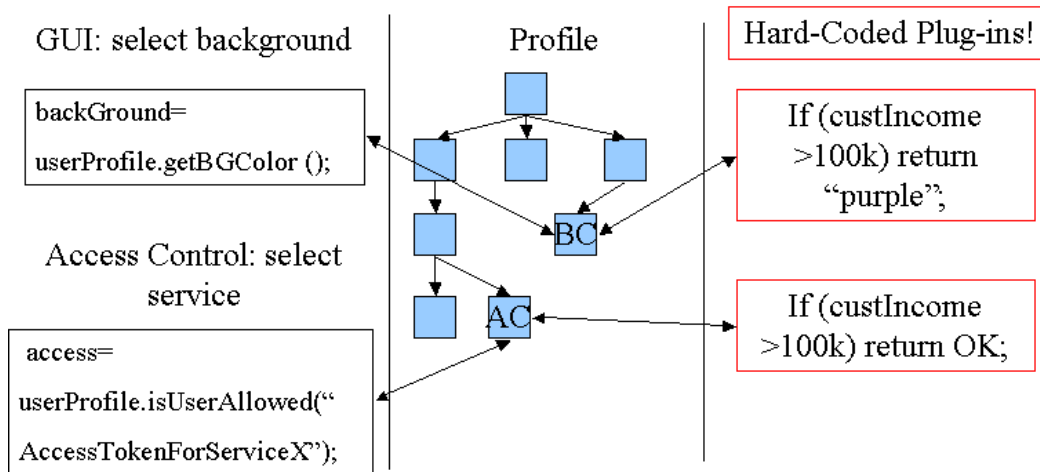 GUI: select background
backGround=
userProfile.getBGColor ();
Access Control: select
service
access=
userProfile.isUserAllowed(“
AccessTokenForServiceX”);
Profile
BC
AC
Hard-Coded Plug-ins!
If (custIncome
>100k) return
“purple”;
If (custIncome
>100k) return OK;